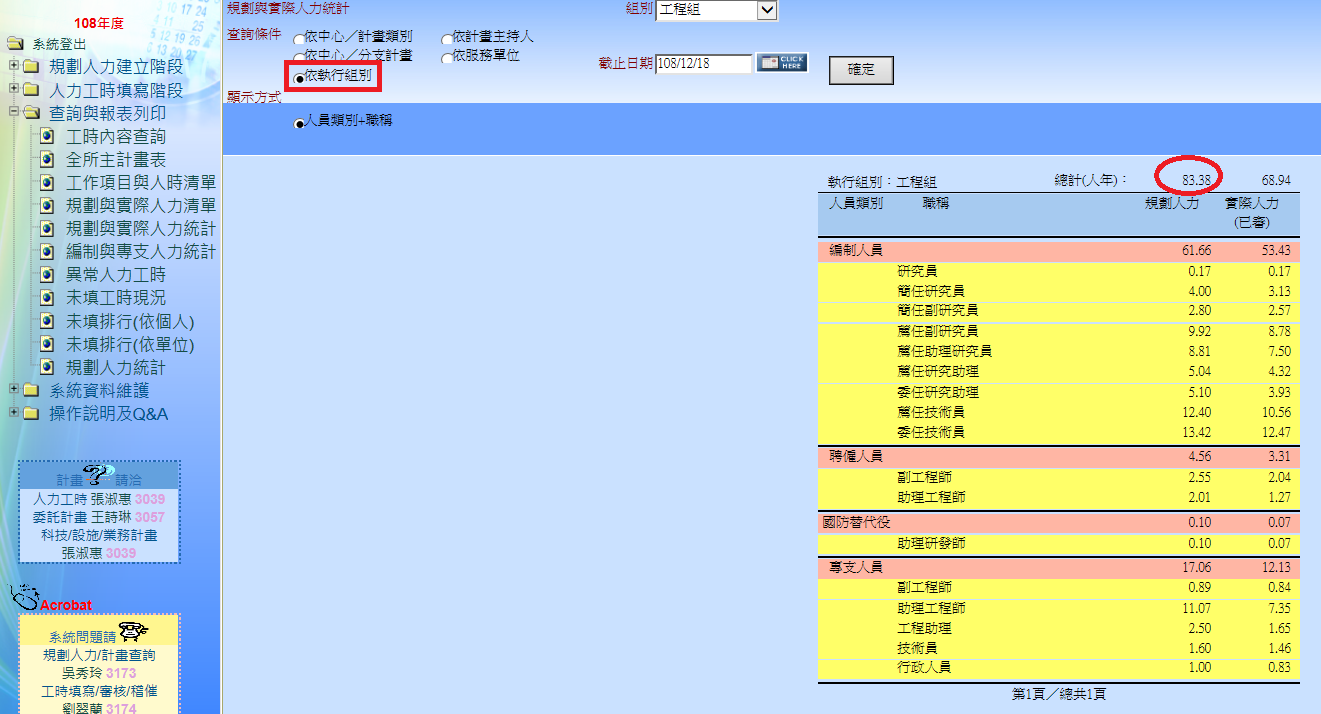 108年度
系統登出
規劃人力建立階段
人力工時填寫階段
查詢與報表列印
工時內容查詢
全所主計畫表
工作項目與人時清單
規劃與實際人力清單
規劃與實際人力統計
編制與專支人力統計
異常人力工時
未填工時現況
未填排行(依個人)
未填排行(依單位)
規劃人力統計
系統資料維護
操作說明及Q&A
計畫 請洽
人力工時 張淑惠 3039
委託計畫 王詩琳 3057
科技/設施/業務計畫
張淑惠 3039
Acrobat
系統問題請
規劃人力/計畫查詢
吳秀玲 3173
工時填寫/審核/稽催
劉翠蘭 3174
規劃與實際人力統計
組別 工程組
查詢條件
依中心／計畫類別 依計畫主持人
依中心／分支計畫 依服務單位
依執行組別
截止日期 108/12/18 CLICK HERE 確定
顯示方式
人員類別+職稱
執行組別：工程組 總計(人年)： 83.38 68.94
人員類別 職稱 規劃人力 實際人力
(已審)
編制人員 61.66 53.43
研究員 0.17 0.17
簡任研究員 4.00 3.13
簡任副研究員 2.80 2.57
薦任副研究員 9.92 8.78
薦任助理研究員 8.81 7.50
薦任研究助理 5.04 4.32
委任研究助理 5.10 3.93
薦任技術員 12.40 10.56
委任技術員 13.42 12.47
聘僱人員 4.56 3.31
副工程師 2.55 2.04
助理工程師 2.01 1.27
國防替代役 0.10 0.07
助理研發師 0.10 0.07
專支人員 17.06 12.13
副工程師 0.89 0.84
助理工程師 11.07 7.35
工程助理 2.50 1.65
技術員 1.60 1.46
行政人員 1.00 0.83
第1頁／總共1頁